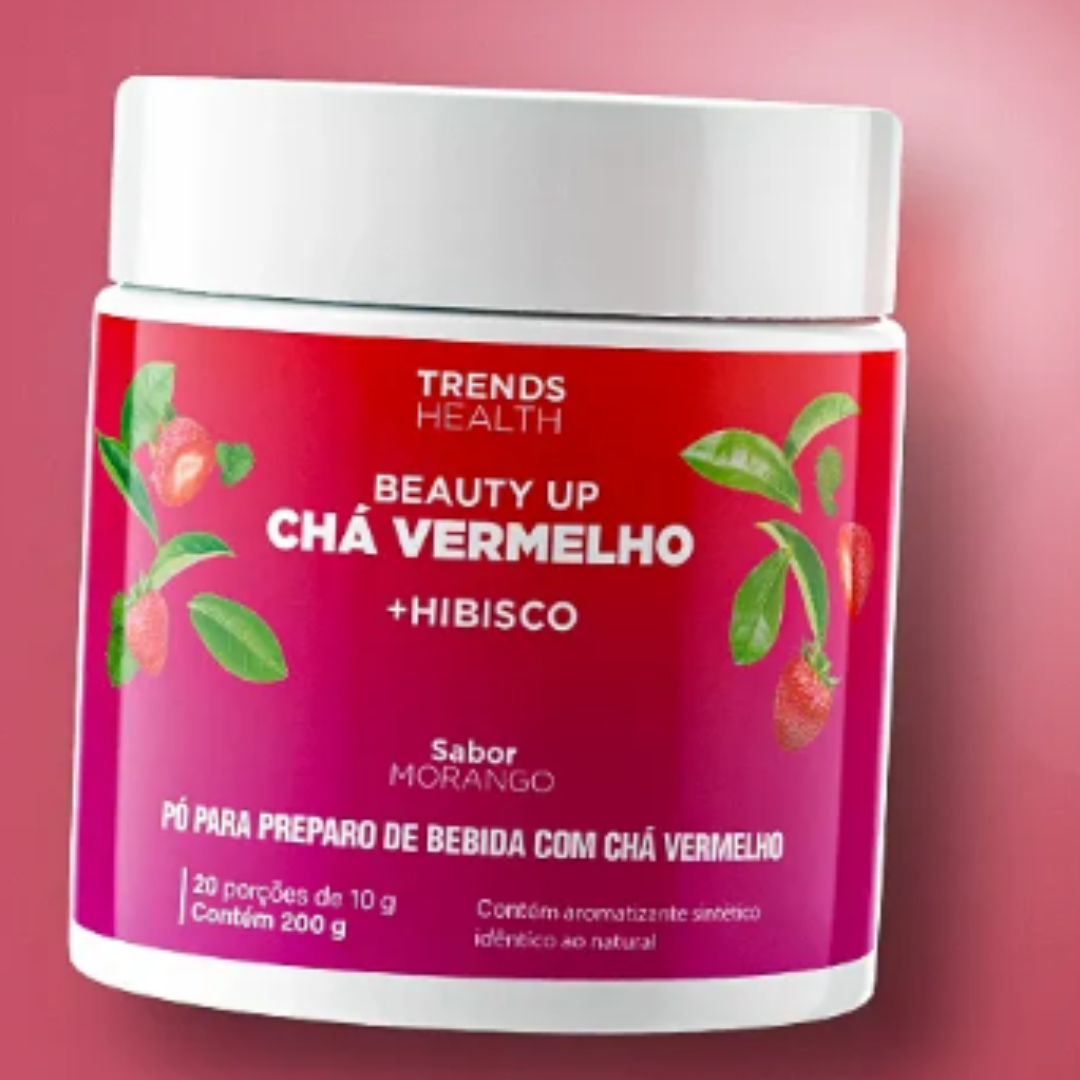 TRENDS
HEALTH
BEAUTY UP
CHÁ VERMELHO
+HIBISCO
Sabor
MORANGO
PÓ PARA PREPARO DE BEBIDA COM CHÁ VERMELHO
20 porções de 10 g
Contém 200 g
Contém aromatizante sintético
idêntico ao natural